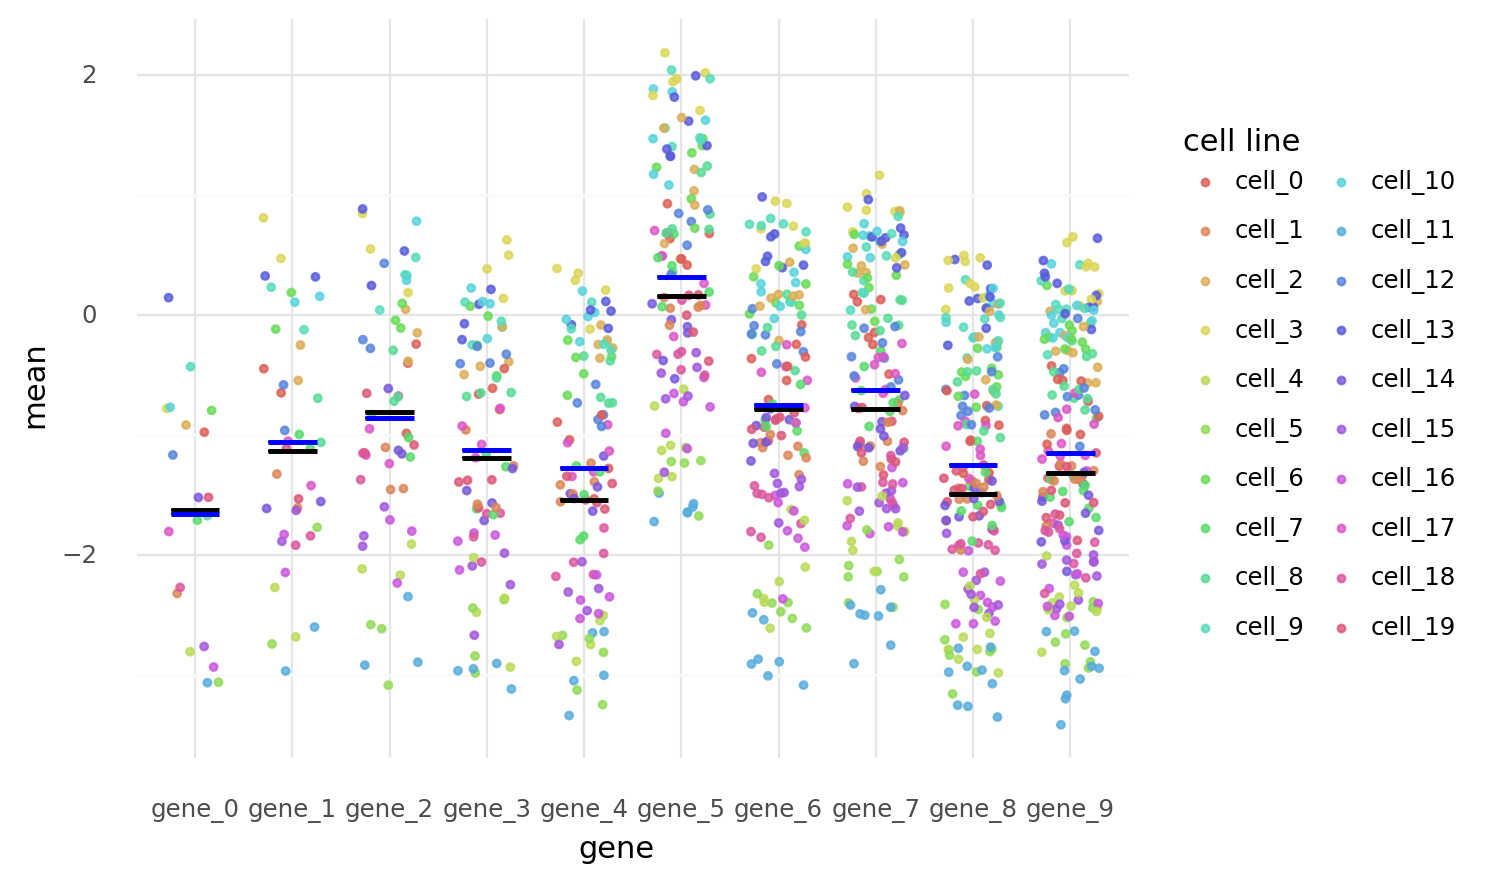 mean
2
0
−2
gene_0 gene_1 gene_2 gene_3 gene_4 gene_5 gene_6 gene_7 gene_8 gene_9
gene
cell line
cell_0 cell_10
cell_1 cell_11
cell_2 cell_12
cell_3 cell_13
cell_4 cell_14
cell_5 cell_15
cell_6 cell_16
cell_7 cell_17
cell_8 cell_18
cell_9 cell_19